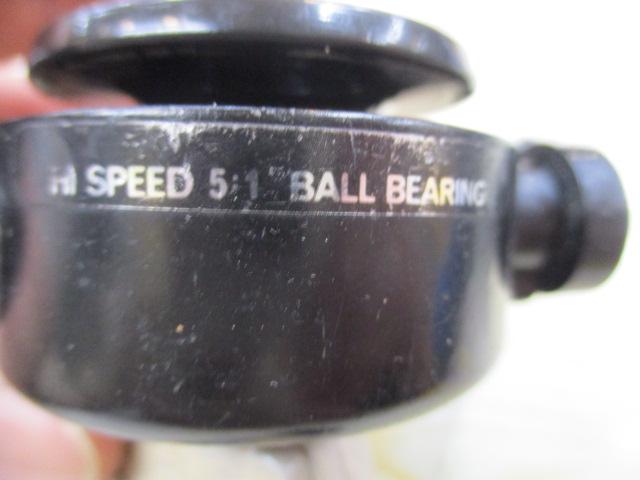 HI SPEED 5:1 BALL BEARING